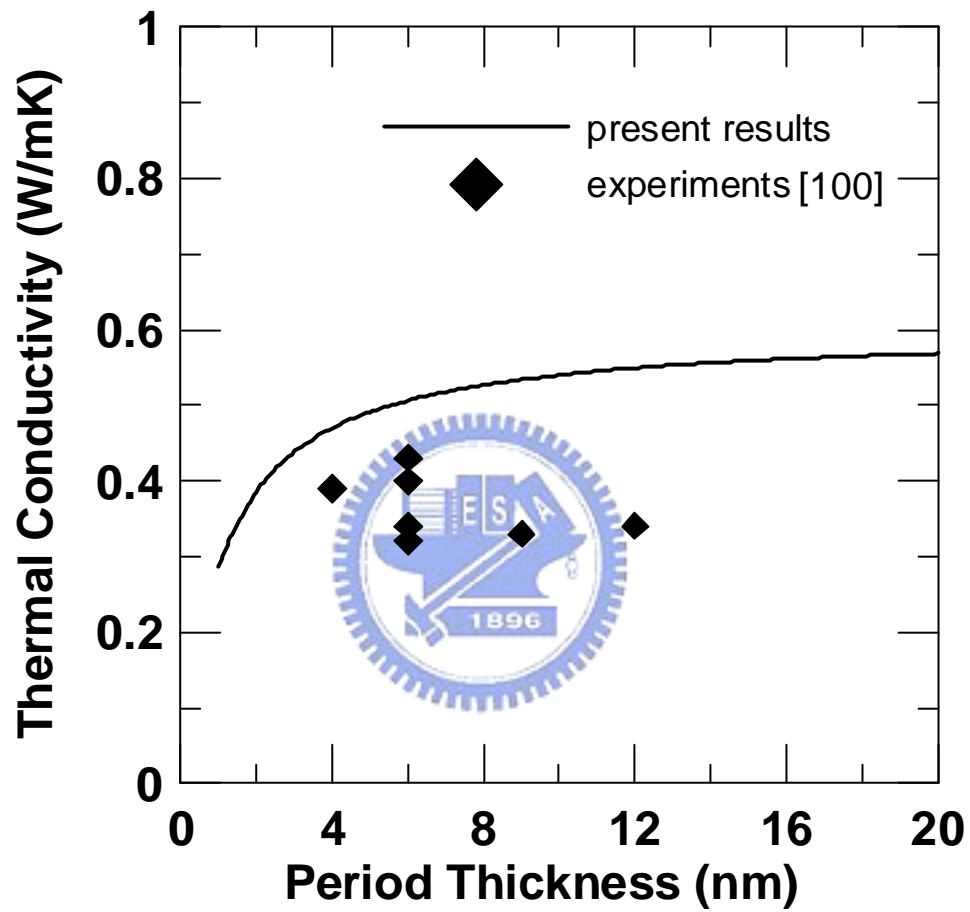 1
0.8
0.6
0.4
0.2
0
Thermal Conductivity (W/mK)
present results
experiments [100]
E S A
1896
0 4 8 12 16 20
Period Thickness (nm)